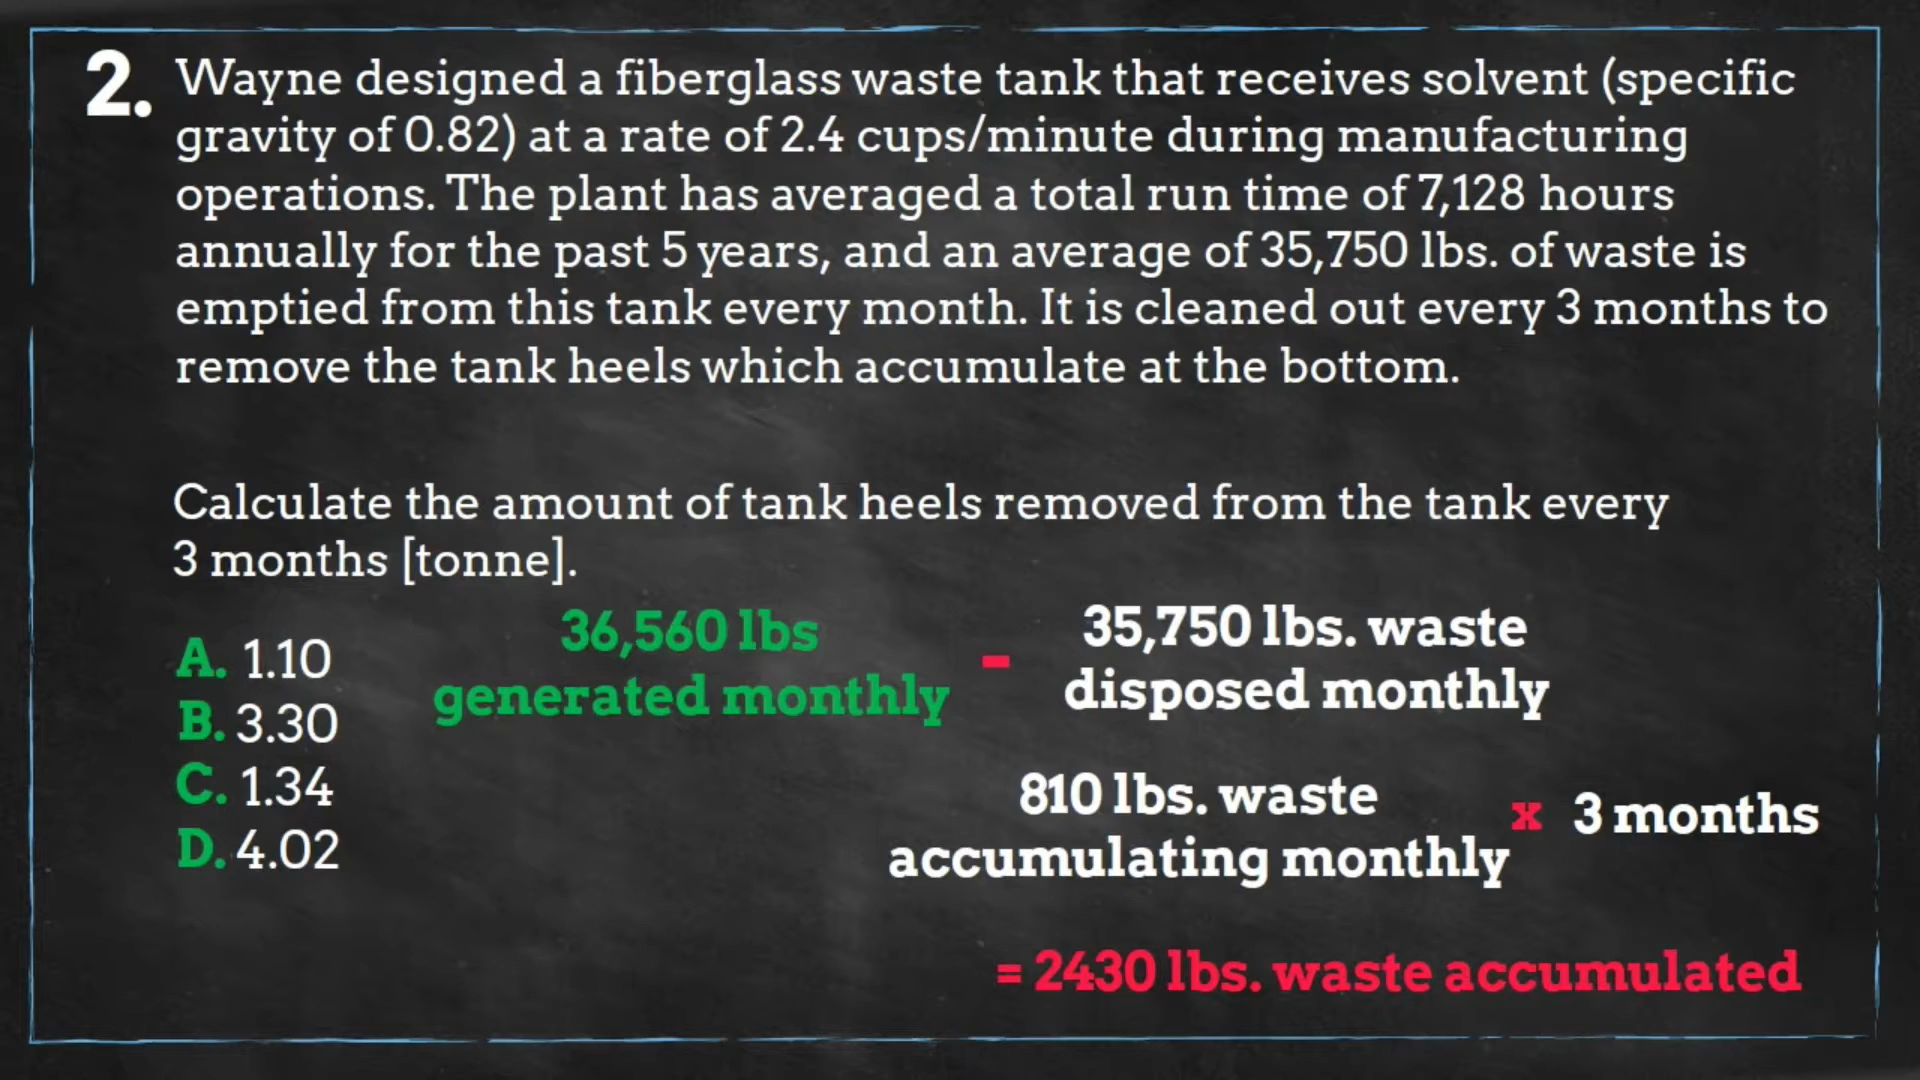 2. Wayne designed a fiberglass waste tank that receives solvent (specific
gravity of 0.82) at a rate of 2.4 cups/minute during manufacturing
operations. The plant has averaged a total run time of 7,128 hours
annually for the past 5 years, and an average of 35,750 lbs. of waste is
emptied from this tank every month. It is cleaned out every 3 months to
remove the tank heels which accumulate at the bottom.
Calculate the amount of tank heels removed from the tank every
3 months [tonne].
A. 1.10
B. 3.30
C. 1.34
D. 4.02
36,560 lbs
generated monthly
-
35,750 lbs. waste
disposed monthly
810 lbs. waste
accumulating monthly
x 3 months
= 2430 lbs. waste accumulated